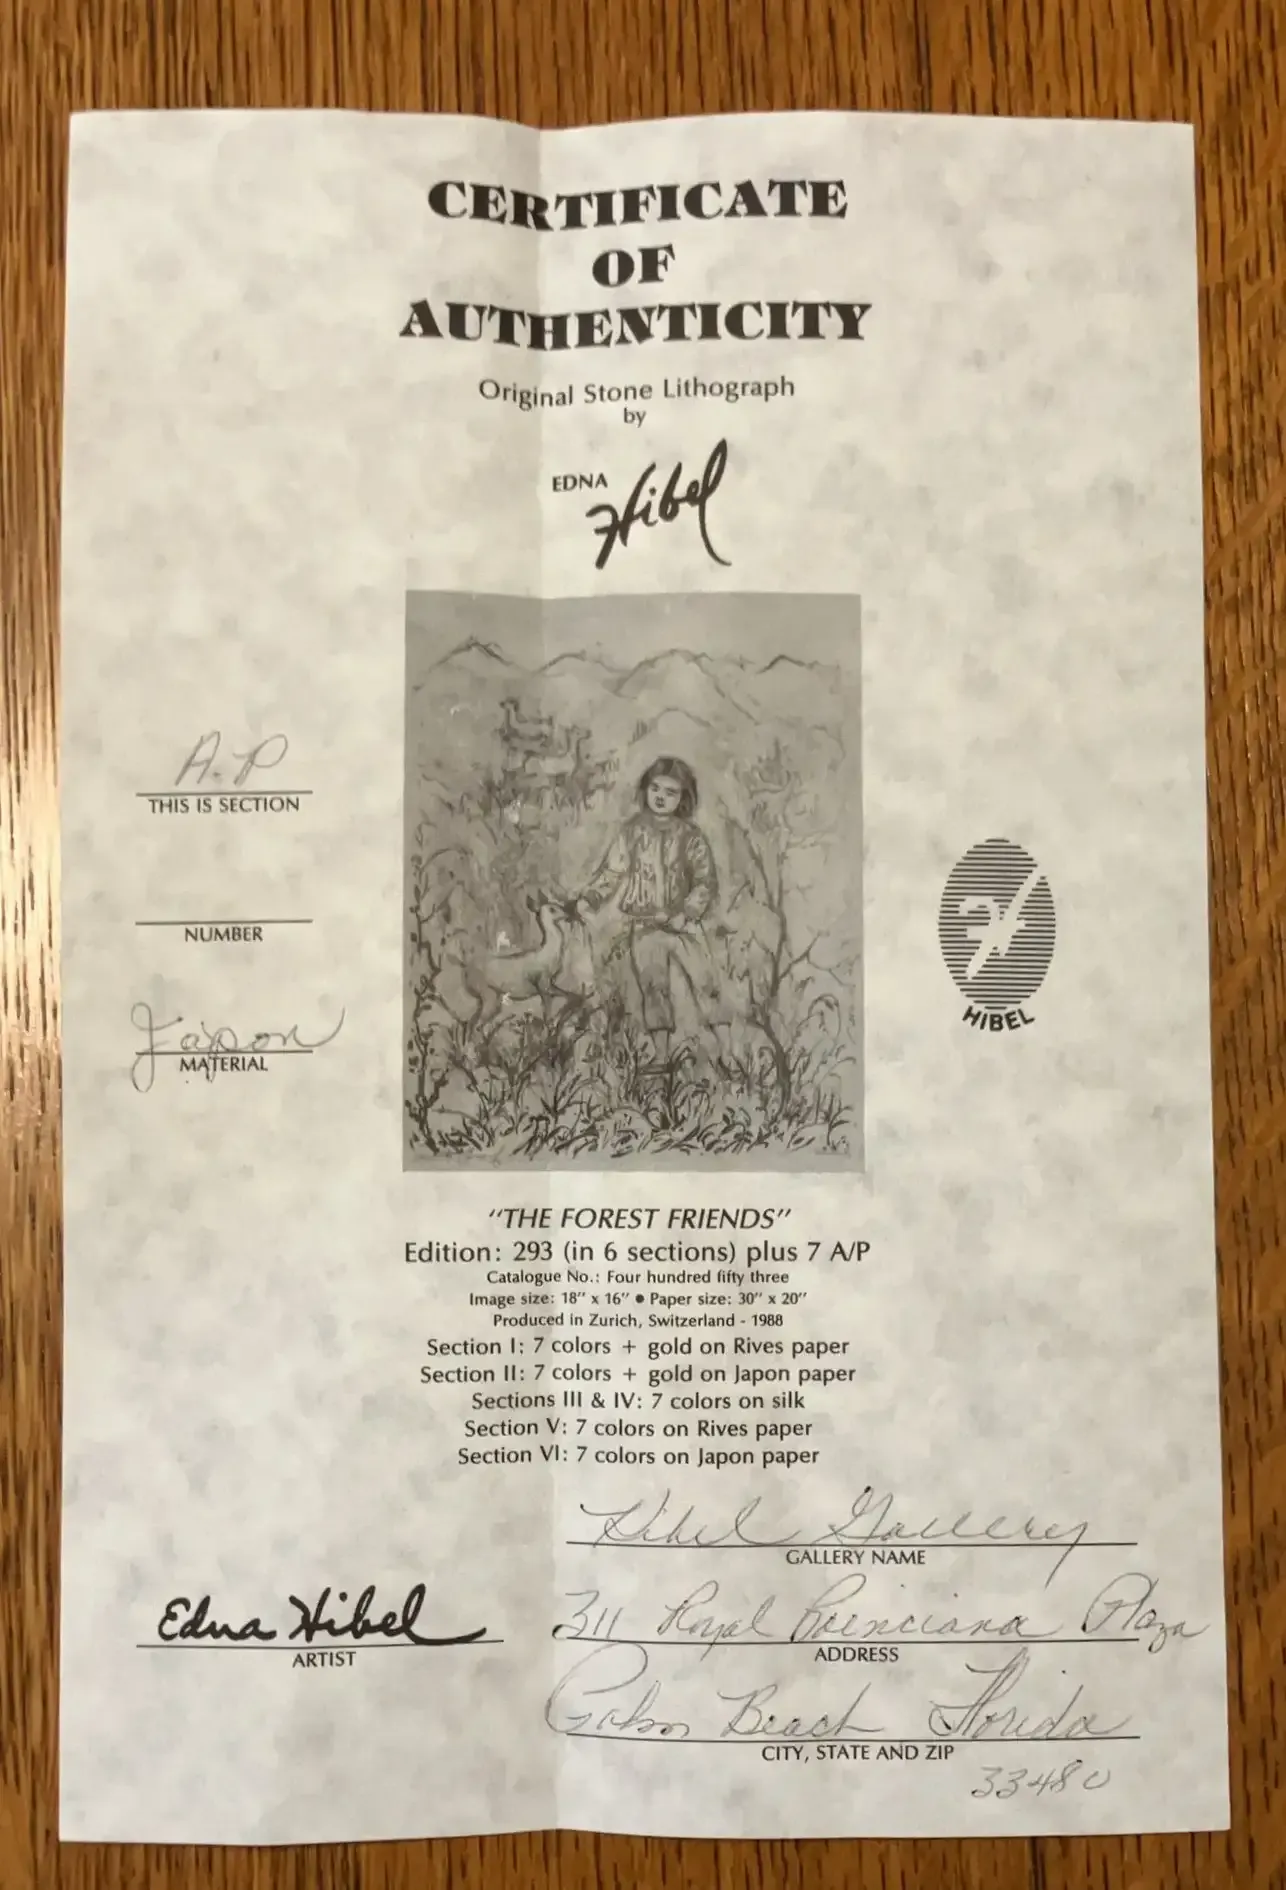 CERTIFICATE
OF
AUTHENTICITY
Original Stone Lithograph
by
EDNA Hibel
A.P
THIS IS SECTION
NUMBER
Japon
MATERIAL
HIBEL
"THE FOREST FRIENDS"
Edition: 293 (in 6 sections) plus 7 A/P
Catalogue No.: Four hundred fifty three
Image size: 18" x 16" • Paper size: 30" x 20"
Produced in Zurich, Switzerland - 1988
Section I: 7 colors + gold on Rives paper
Section II: 7 colors + gold on Japon paper
Sections III & IV: 7 colors on silk
Section V: 7 colors on Rives paper
Section VI: 7 colors on Japon paper
Hibel Gallery
GALLERY NAME
Edna Hibel
ARTIST
311 Royal Poinciana Plaza
ADDRESS
Palm Beach Florida
CITY, STATE AND ZIP
33480